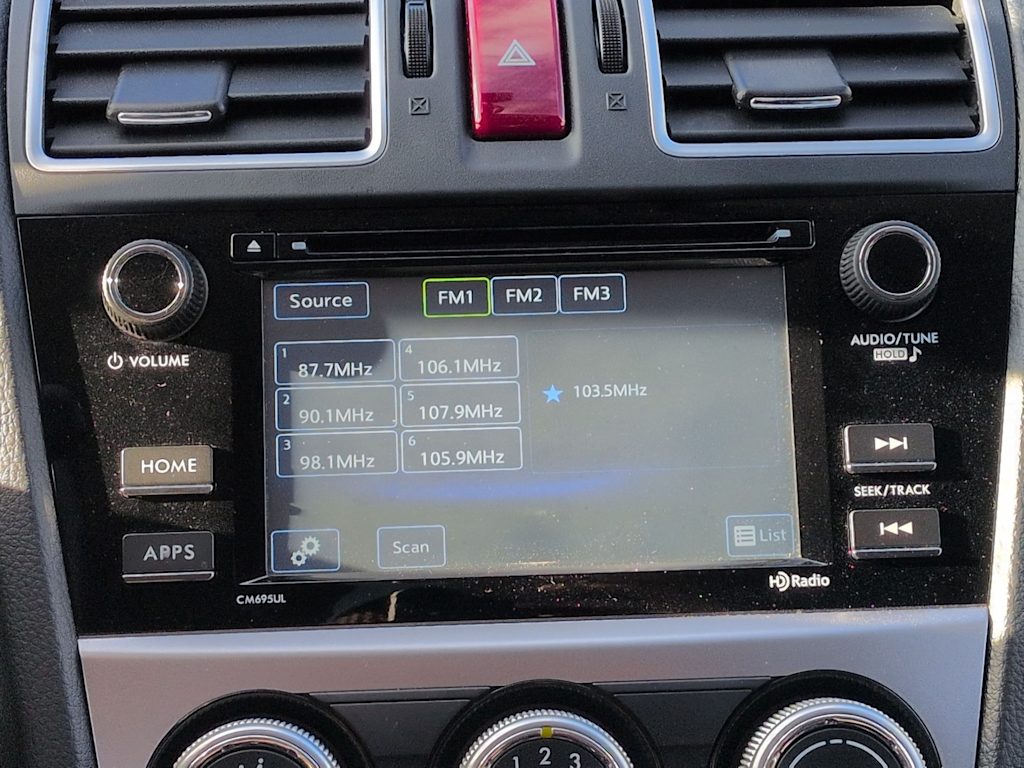 Source FM1 FM2 FM3
1 87.7MHz
4 106.1MHz
2 90.1MHz
5 107.9MHz
3 98.1MHz
6 105.9MHz
103.5MHz
Scan
List
VOLUME
HOME
APPS
AUDIO/TUNE
HOLD
SEEK/TRACK
CM695UL
HD Radio
1 2 3